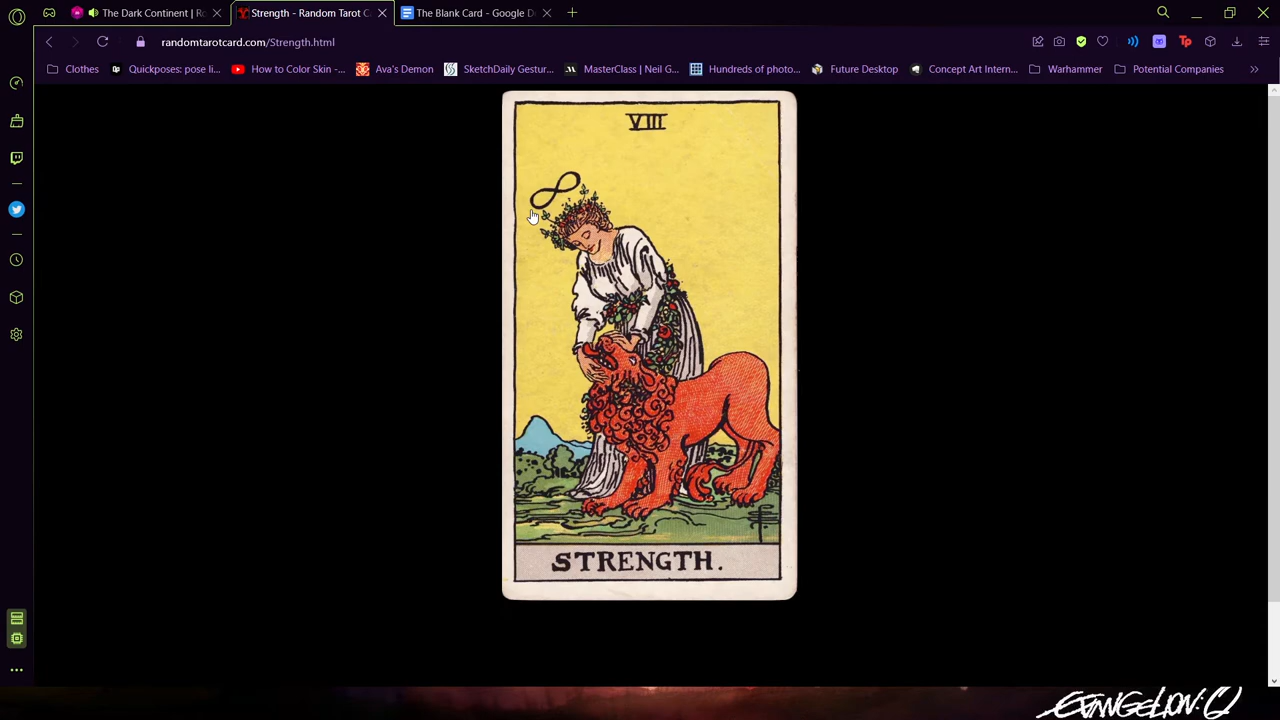 The Dark Continent | Ro
Strength - Random Tarot C
The Blank Card - Google D
randomtarotcard.com/Strength.html
Clothes
Quickposes: pose li...
How to Color Skin -...
Ava's Demon
SketchDaily Gestur...
MasterClass | Neil G...
Hundreds of photo...
Future Desktop
Concept Art Intern...
Warhammer
Potential Companies
VIII
STRENGTH.
EVANGELION: